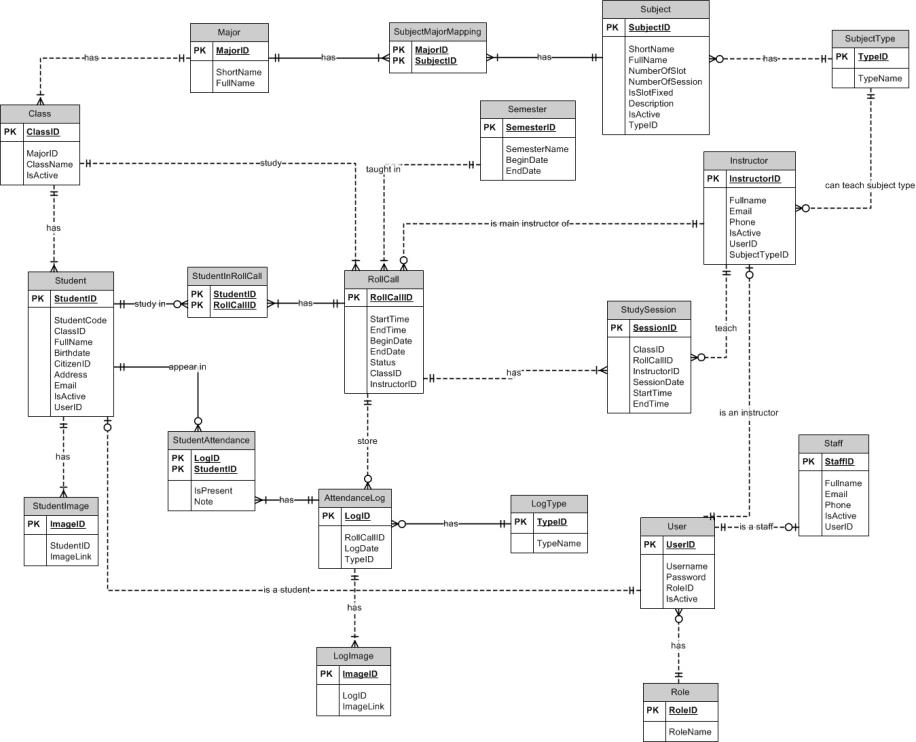 Subject
PK SubjectID
ShortName
FullName
NumberOfSlot
NumberOfSession
IsSlotFixed
Description
IsActive
TypeID
Major
PK MajorID
ShortName
FullName
SubjectMajorMapping
PK MajorID
PK SubjectID
SubjectType
PK TypeID
TypeName
has
has
has
has
Class
PK ClassID
MajorID
ClassName
IsActive
Semester
PK SemesterID
SemesterName
BeginDate
EndDate
study
taught in
Instructor
PK InstructorID
Fullname
Email
Phone
IsActive
UserID
SubjectTypeID
can teach subject type
has
is main instructor of
Student
PK StudentID
StudentCode
ClassID
FullName
Birthdate
CitizenID
Address
Email
IsActive
UserID
StudentInRollCall
PK StudentID
PK RollCallID
study in
has
RollCall
PK RollCallID
StartTime
EndTime
BeginDate
EndDate
Status
ClassID
InstructorID
StudySession
PK SessionID
ClassID
RollCallID
InstructorID
SessionDate
StartTime
EndTime
teach
has
appear in
is an instructor
store
has
StudentAttendance
PK LogID
PK StudentID
IsPresent
Note
has
Staff
PK StaffID
Fullname
Email
Phone
IsActive
UserID
StudentImage
PK ImageID
StudentID
ImageLink
AttendanceLog
PK LogID
RollCallID
LogDate
TypeID
has
LogType
PK TypeID
TypeName
User
PK UserID
Username
Password
RoleID
IsActive
is a staff
is a student
has
has
LogImage
PK ImageID
LogID
ImageLink
Role
PK RoleID
RoleName